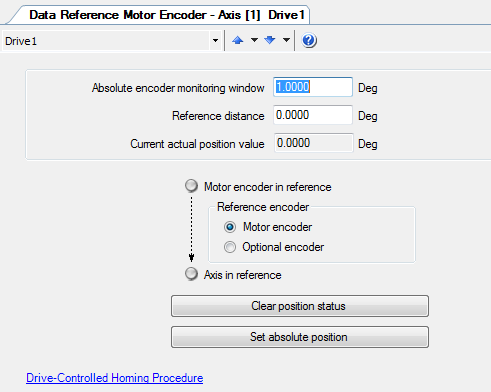 Data Reference Motor Encoder - Axis [1] Drive1
Drive1
Absolute encoder monitoring window 1.0000 Deg
Reference distance 0.0000 Deg
Current actual position value 0.0000 Deg
Motor encoder in reference
Reference encoder
Motor encoder
Optional encoder
Axis in reference
Clear position status
Set absolute position
Drive-Controlled Homing Procedure